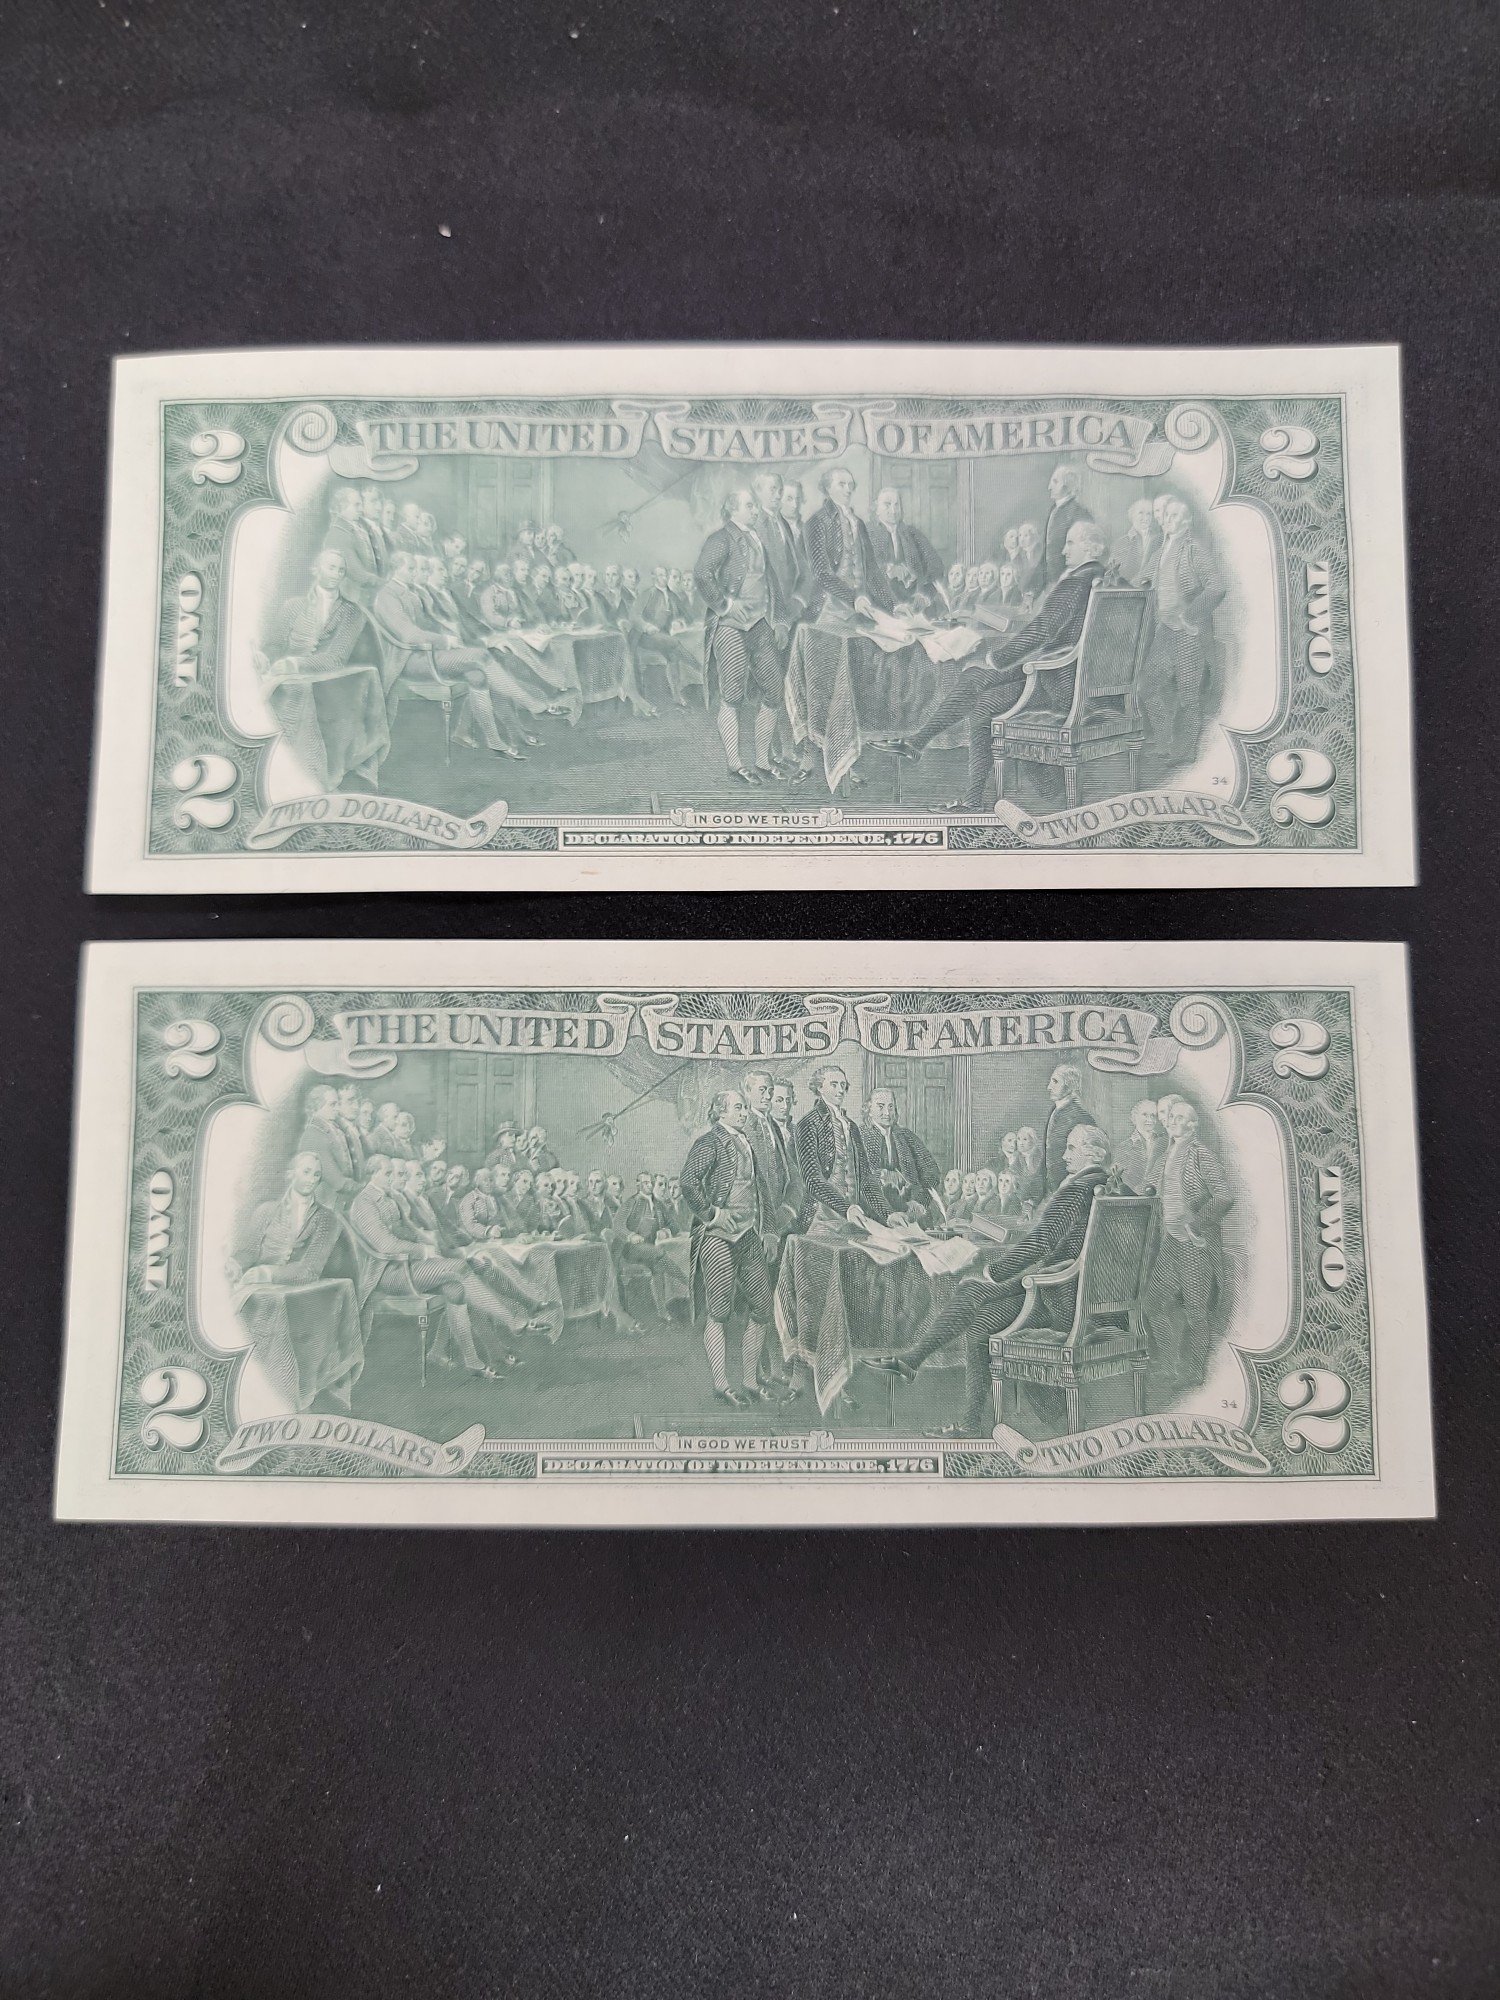 2 THE UNITED STATES OF AMERICA 2
TWO TWO
34
2 TWO DOLLARS IN GOD WE TRUST TWO DOLLARS 2
DECLARATION OF INDEPENDENCE, 1776
2 THE UNITED STATES OF AMERICA 2
TWO TWO
34
2 TWO DOLLARS IN GOD WE TRUST TWO DOLLARS 2
DECLARATION OF INDEPENDENCE, 1776